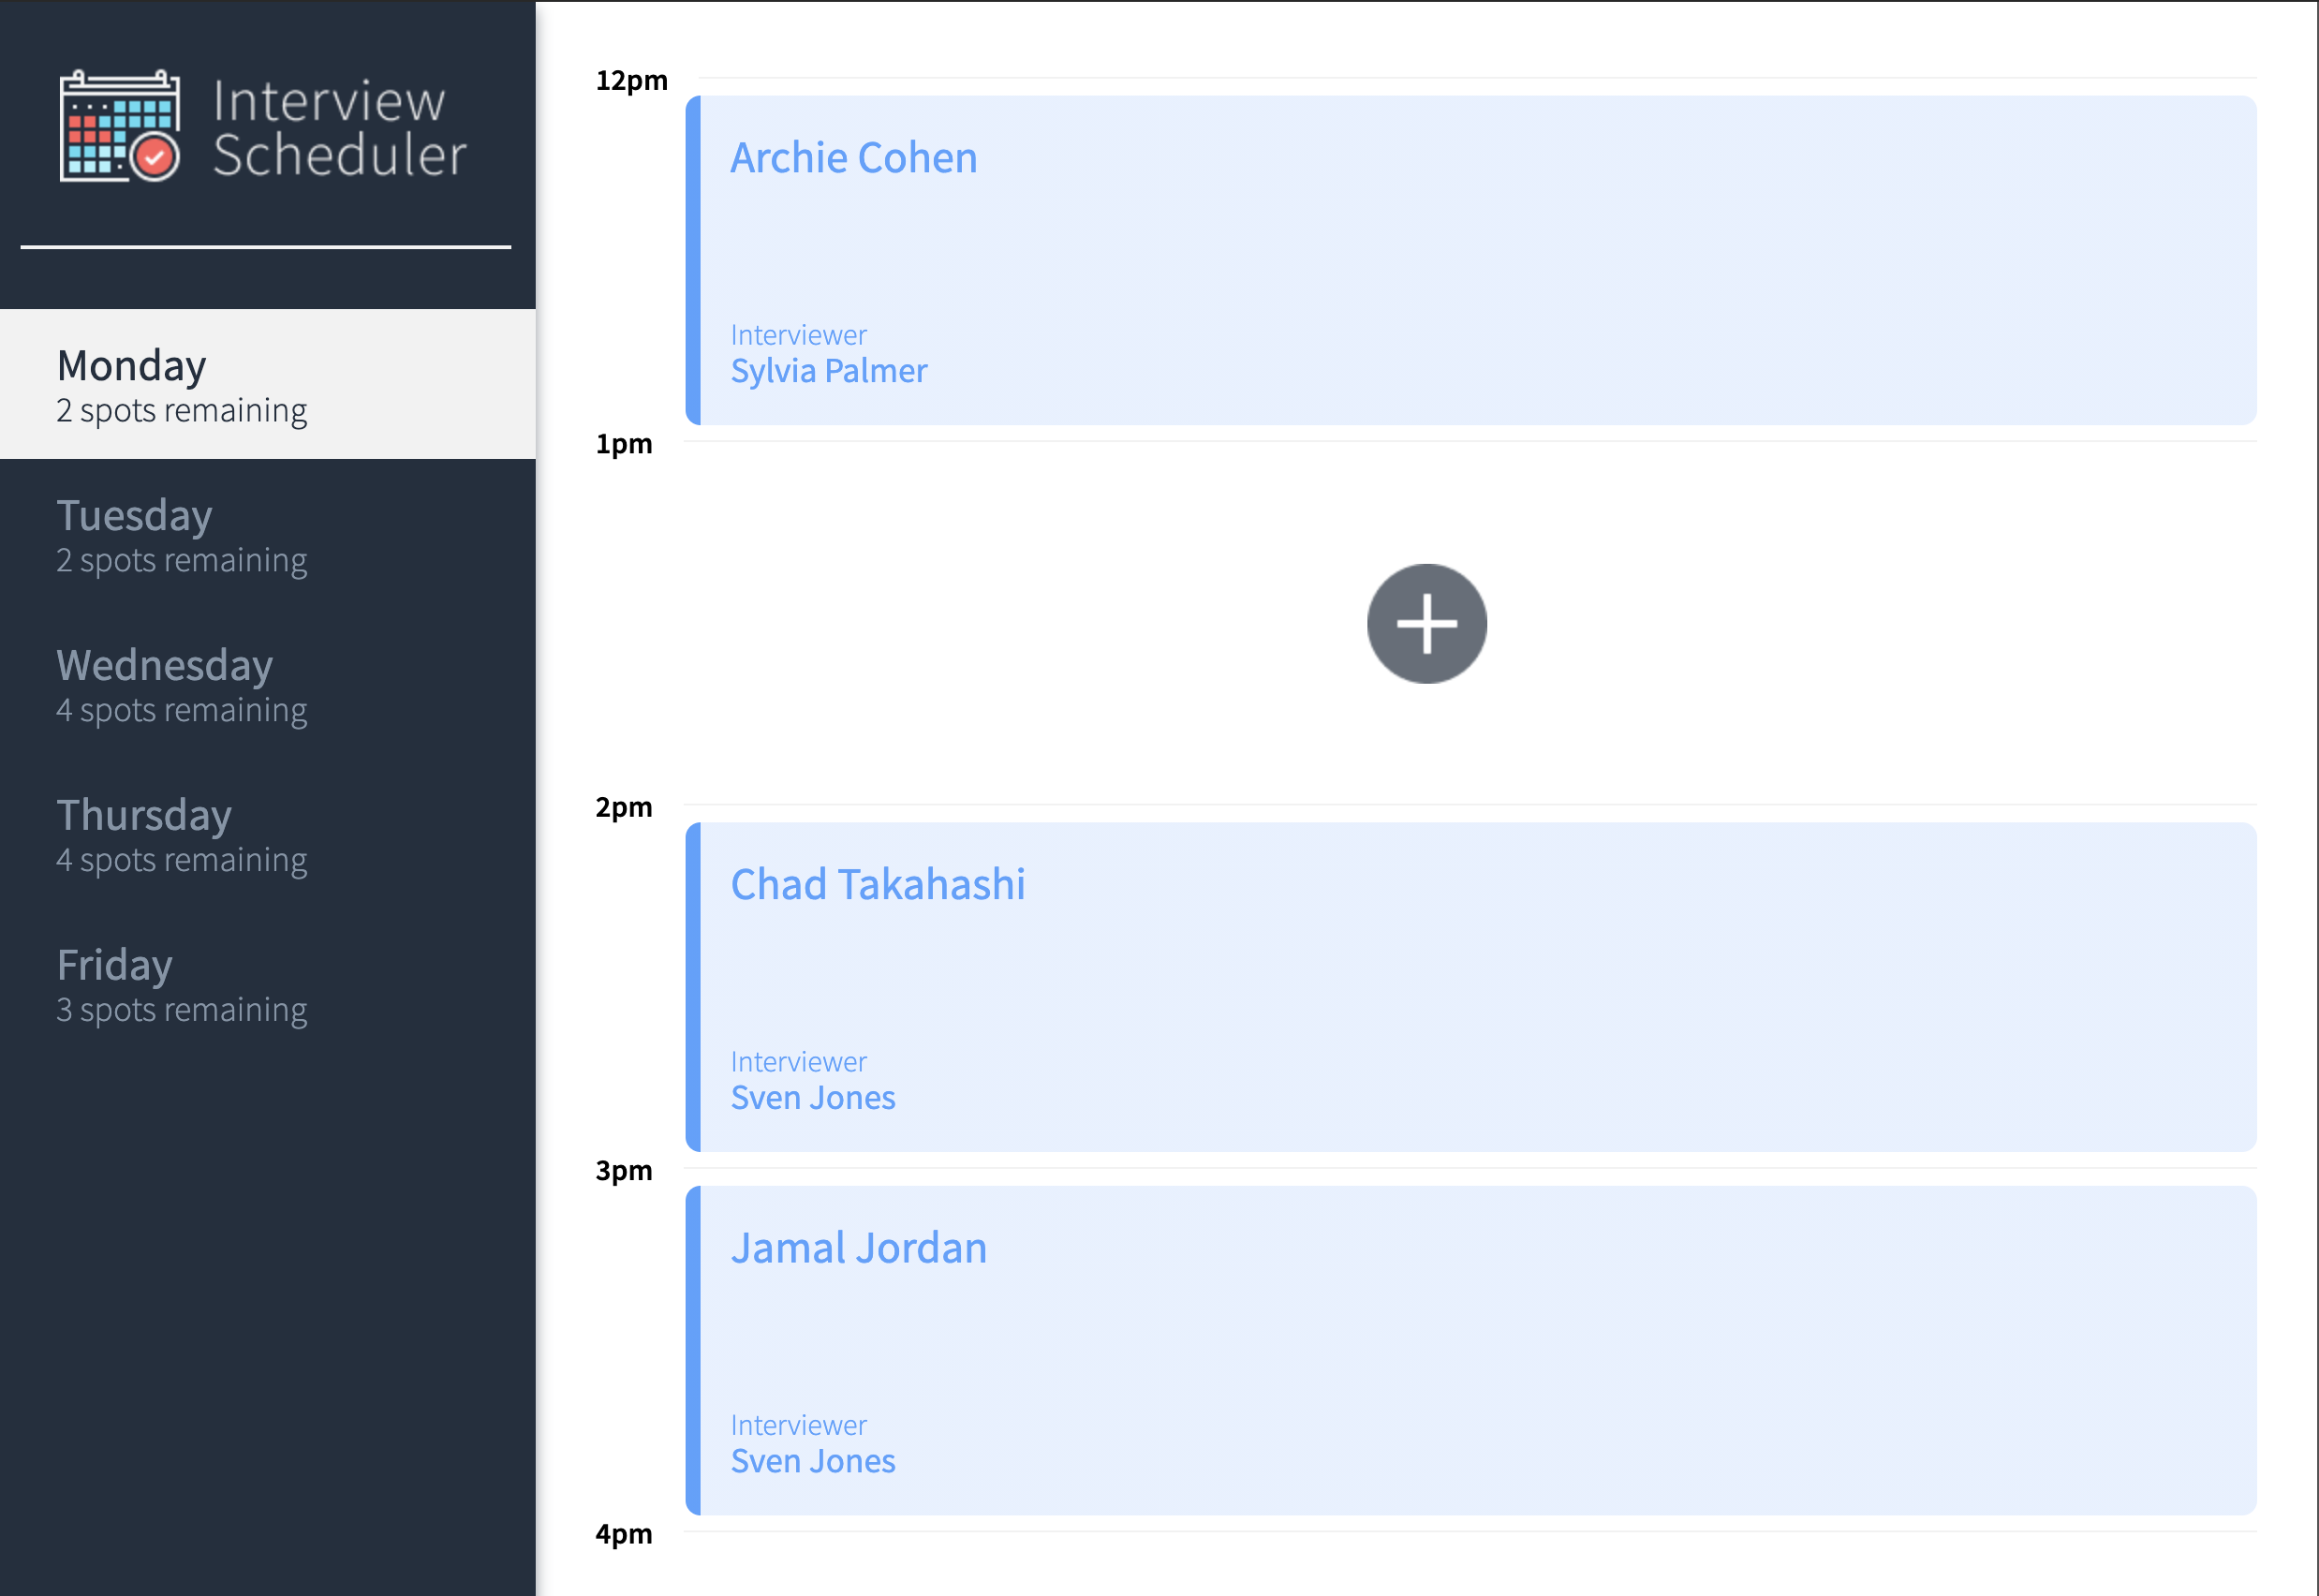 Interview
Scheduler
Monday
2 spots remaining
Tuesday
2 spots remaining
Wednesday
4 spots remaining
Thursday
4 spots remaining
Friday
3 spots remaining
12pm
Archie Cohen
Interviewer
Sylvia Palmer
1pm
2pm
Chad Takahashi
Interviewer
Sven Jones
3pm
Jamal Jordan
Interviewer
Sven Jones
4pm